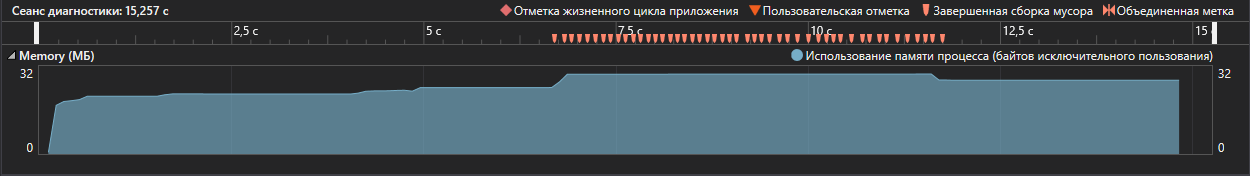 Сеанс диагностики: 15,257 с Отметка жизненного цикла приложения Пользовательская отметка Завершенная сборка мусора Объединенная метка
2,5 с 5 с 7,5 с 10 с 12,5 с 15 с
Memory (МБ) Использование памяти процесса (байтов исключительного пользования)
32 32
0 0